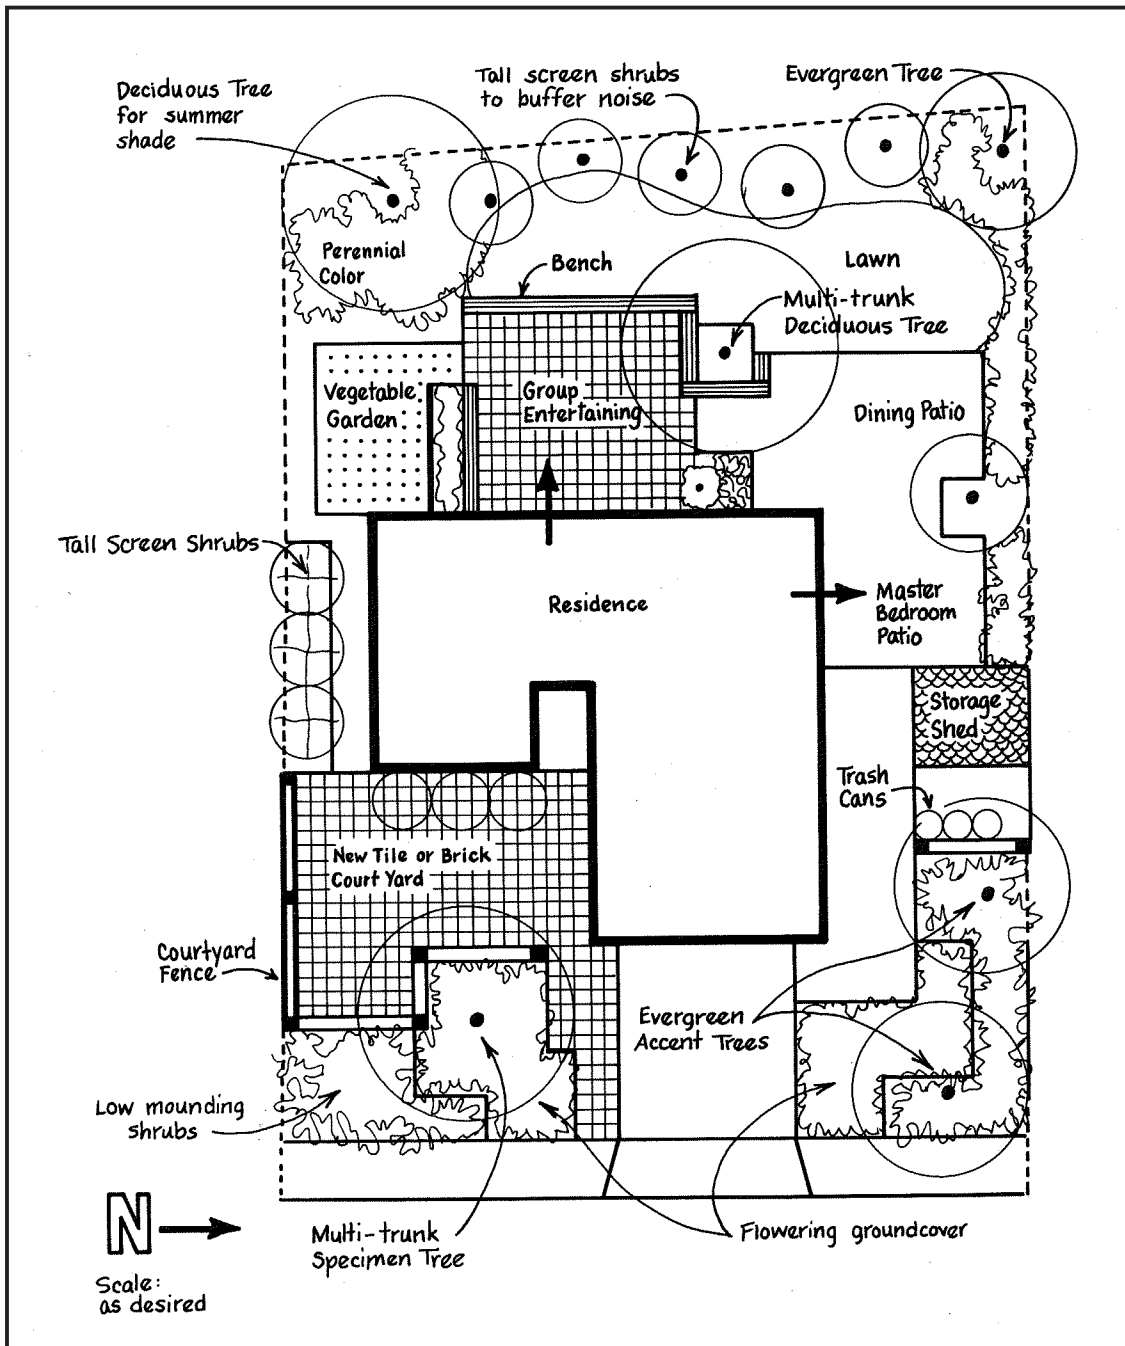 Deciduous Tree
for summer
shade
Tall screen shrubs
to buffer noise
Evergreen Tree
Perennial
Color
Bench
Lawn
Multi-trunk
Deciduous Tree
Vegetable
Garden
Group
Entertaining
Dining Patio
Tall Screen Shrubs
Residence
Master
Bedroom
Patio
Storage
Shed
Trash
Cans
New Tile or Brick
Court Yard
Courtyard
Fence
Evergreen
Accent Trees
Low mounding
shrubs
N
Multi-trunk
Specimen Tree
Flowering groundcover
Scale:
as desired